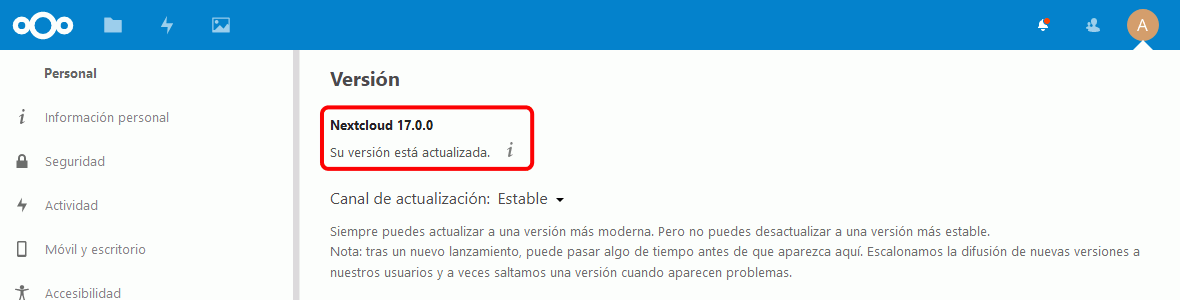 A
Personal
Información personal
Seguridad
Actividad
Móvil y escritorio
Accesibilidad
Versión
Nextcloud 17.0.0
Su versión está actualizada. i
Canal de actualización: Estable
Siempre puedes actualizar a una versión más moderna. Pero no puedes desactualizar a una versión más estable.
Nota: tras un nuevo lanzamiento, puede pasar algo de tiempo antes de que aparezca aquí. Escalonamos la difusión de nuevas versiones a
nuestros usuarios y a veces saltamos una versión cuando aparecen problemas.